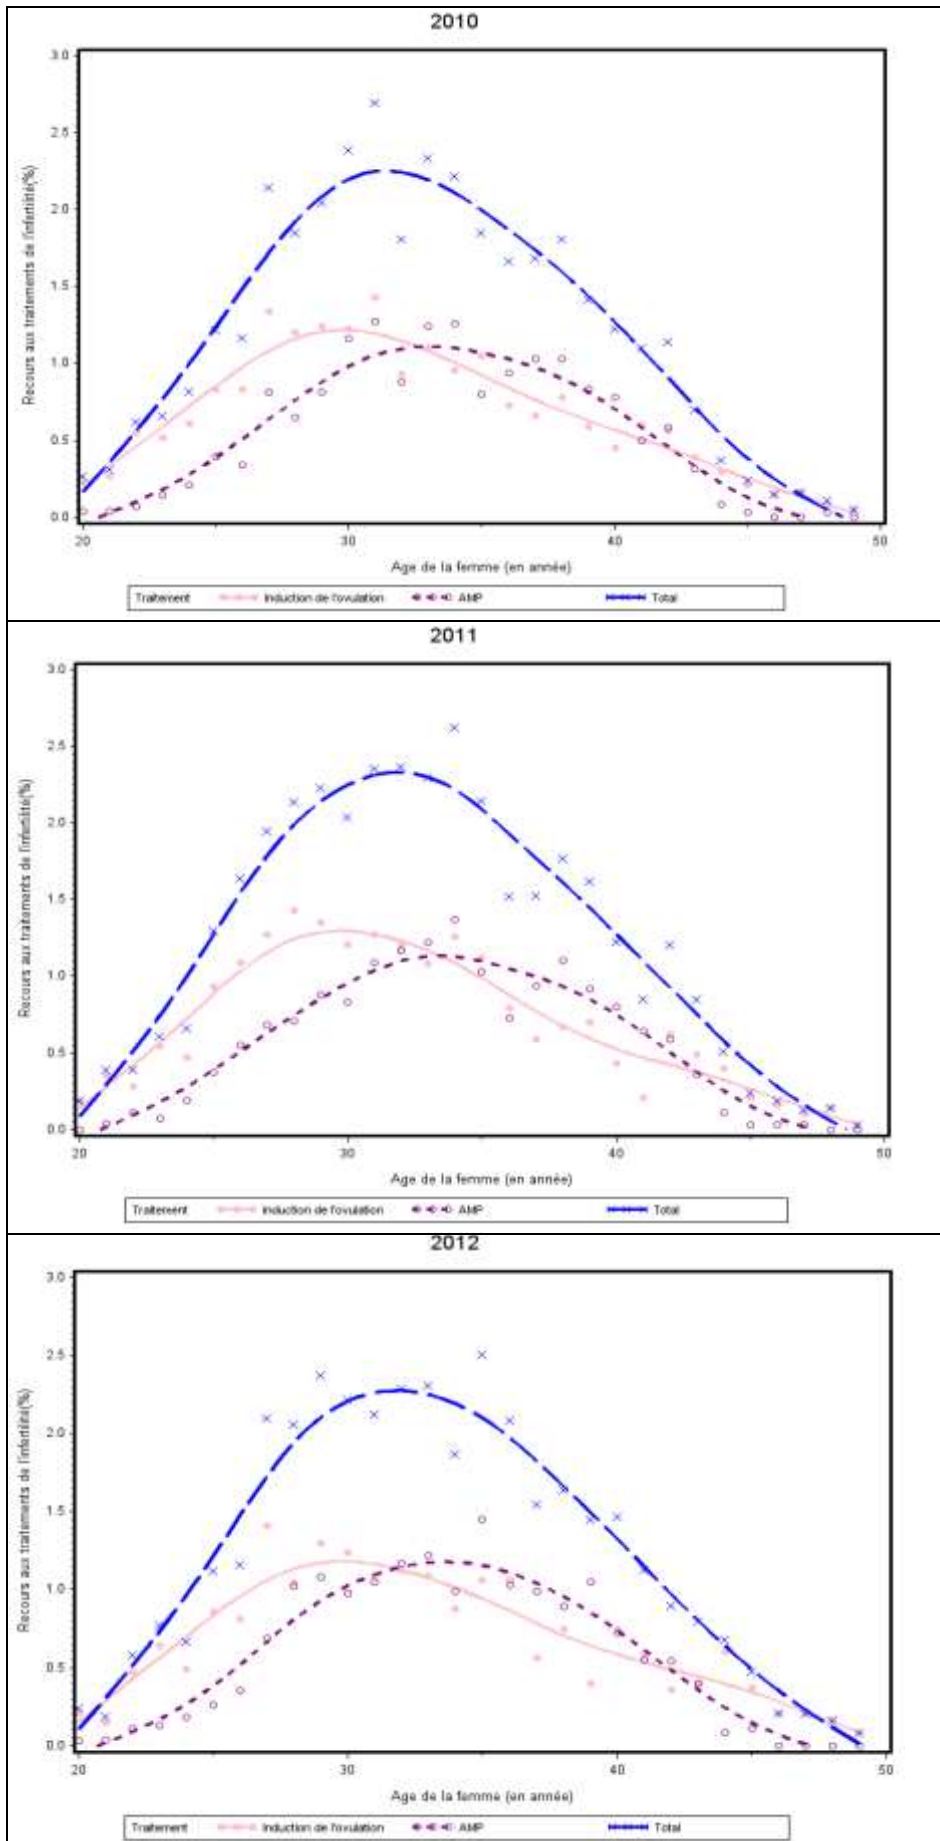 2010
3.0
2.5
2.0
1.5
1.0
0.5
0.0
Recours aux traitements de l'infertilité(%)
20 30 40 50
Age de la femme (en année)
Traitement Induction de l'ovulation AMP Total
2011
3.0
2.5
2.0
1.5
1.0
0.5
0.0
Recours aux traitements de l'infertilité(%)
20 30 40 50
Age de la femme (en année)
Traitement Induction de l'ovulation AMP Total
2012
3.0
2.5
2.0
1.5
1.0
0.5
0.0
Recours aux traitements de l'infertilité(%)
20 30 40 50
Age de la femme (en année)
Traitement Induction de l'ovulation AMP Total